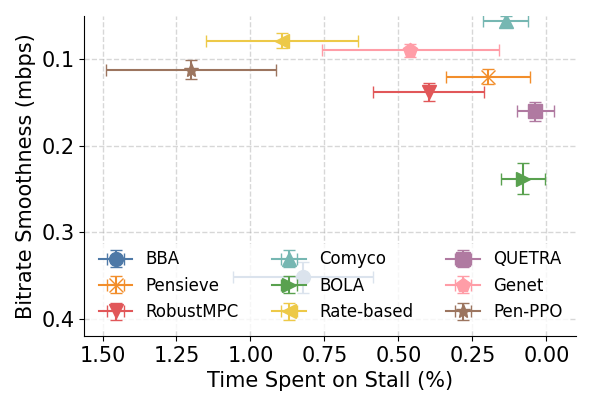 Bitrate Smoothness (mbps)
0.1
0.2
0.3
0.4
BBA
Pensieve
RobustMPC
Comyco
BOLA
Rate-based
QUETRA
Genet
Pen-PPO
1.50 1.25 1.00 0.75 0.50 0.25 0.00
Time Spent on Stall (%)